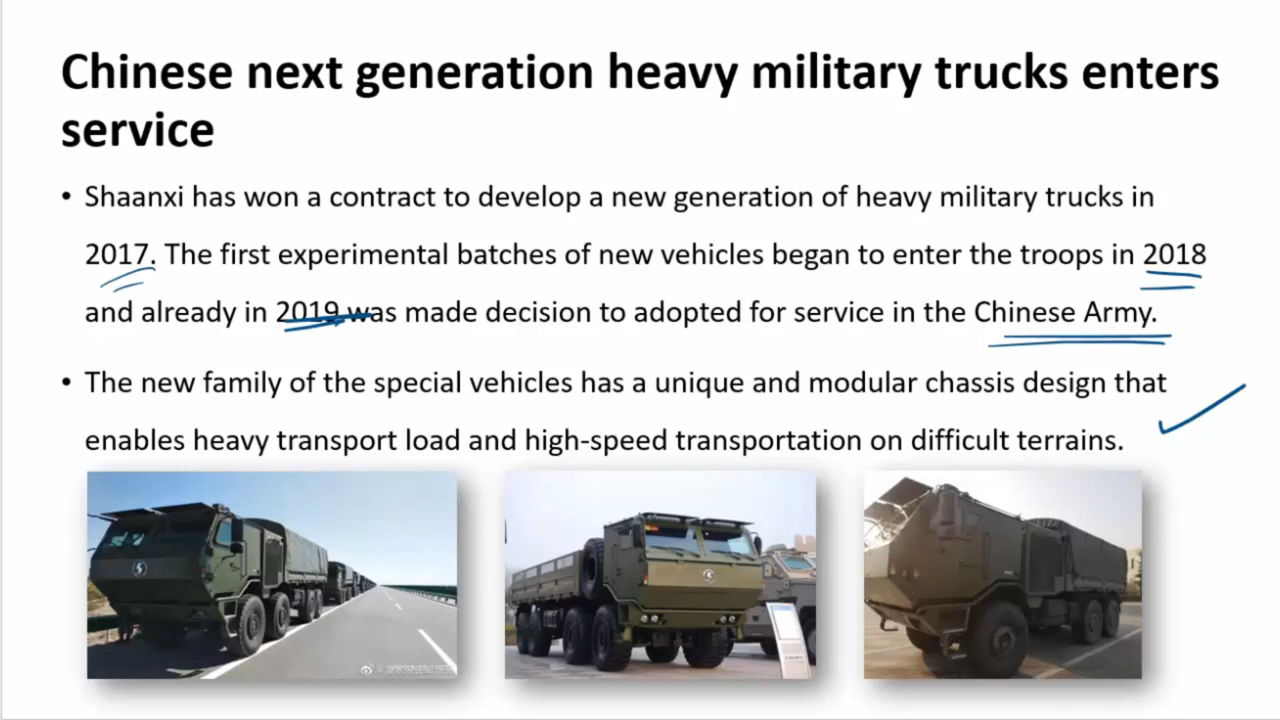 Chinese next generation heavy military trucks enters
service
• Shaanxi has won a contract to develop a new generation of heavy military trucks in
2017. The first experimental batches of new vehicles began to enter the troops in 2018
and already in 2019 was made decision to adopted for service in the Chinese Army.
• The new family of the special vehicles has a unique and modular chassis design that
enables heavy transport load and high-speed transportation on difficult terrains.